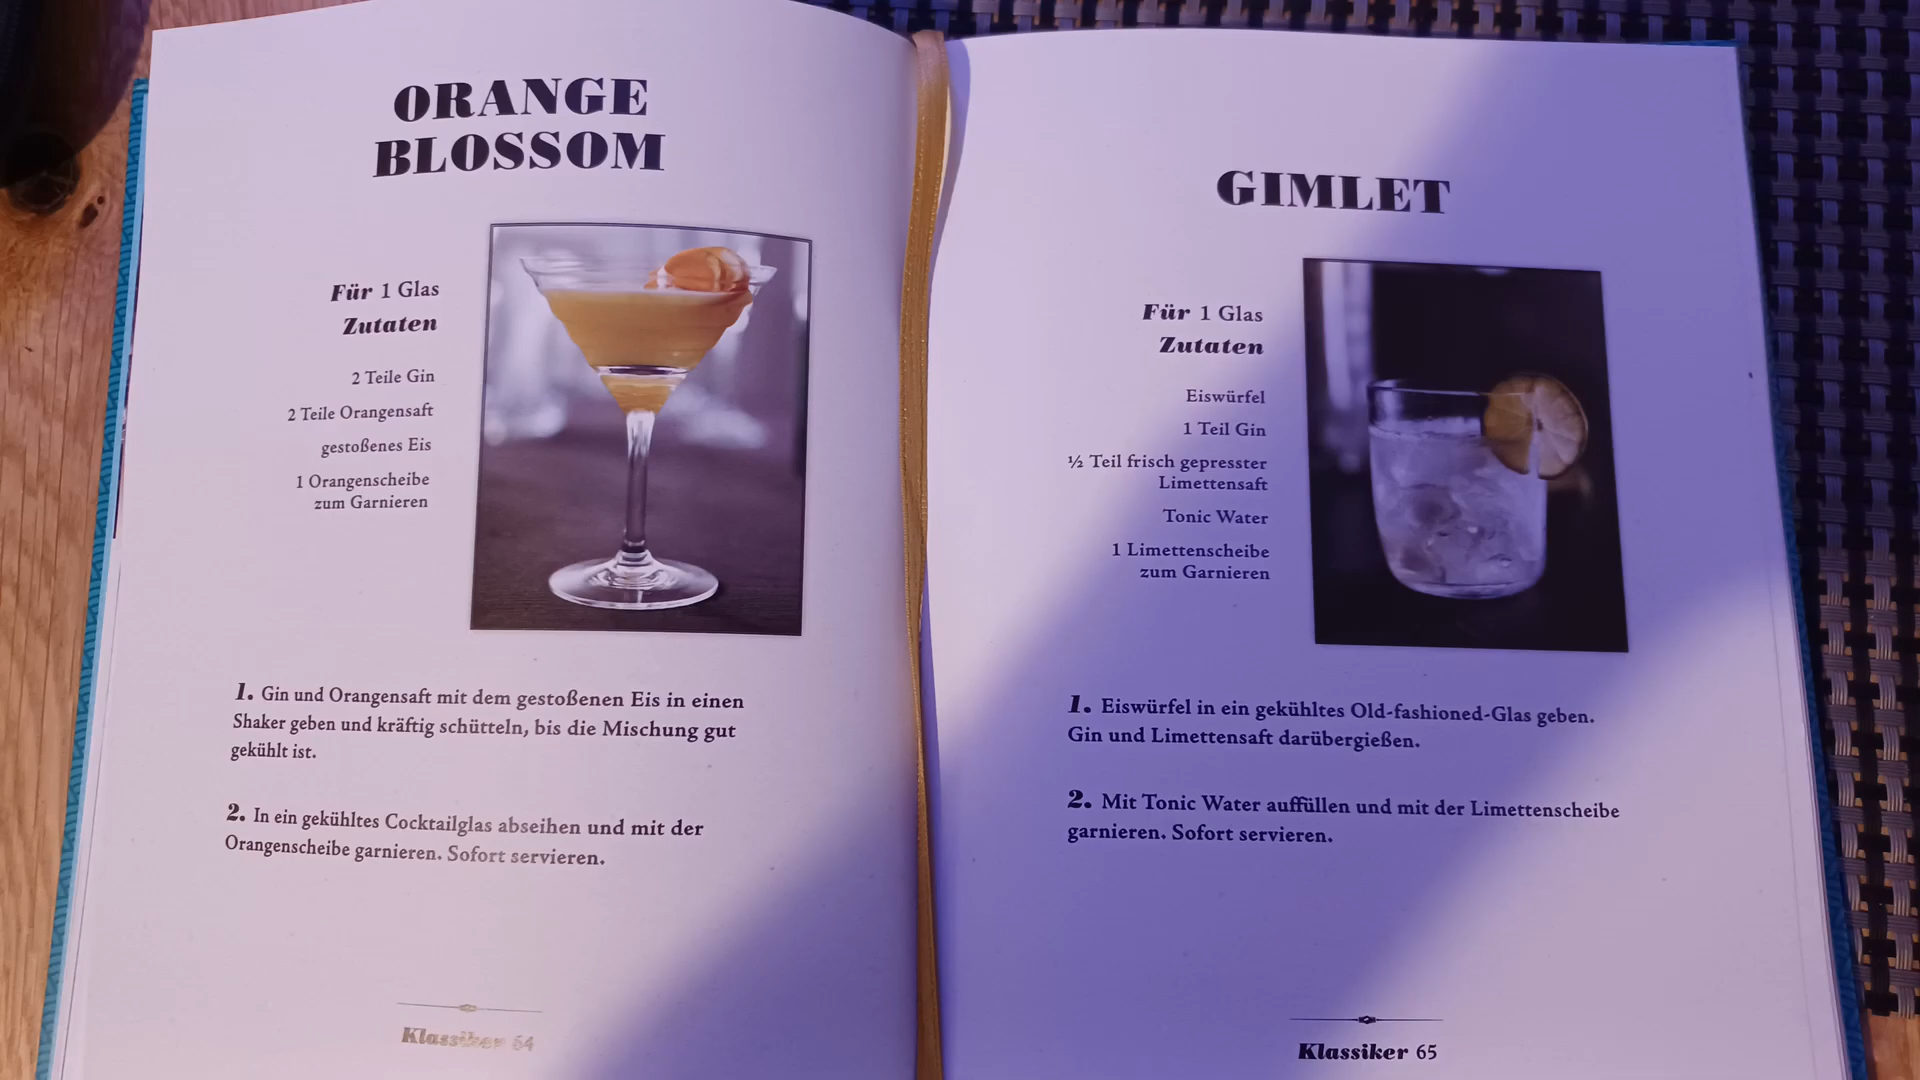 ORANGE
BLOSSOM
Für 1 Glas
Zutaten
2 Teile Gin
2 Teile Orangensaft
gestoßenes Eis
1 Orangenscheibe
zum Garnieren
1. Gin und Orangensaft mit dem gestoßenen Eis in einen
Shaker geben und kräftig schütteln, bis die Mischung gut
gekühlt ist.
2. In ein gekühltes Cocktailglas abseihen und mit der
Orangenscheibe garnieren. Sofort servieren.
Klassiker 64
GIMLET
Für 1 Glas
Zutaten
Eiswürfel
1 Teil Gin
½ Teil frisch gepresster
Limettensaft
Tonic Water
1 Limettenscheibe
zum Garnieren
1. Eiswürfel in ein gekühltes Old-fashioned-Glas geben.
Gin und Limettensaft darübergießen.
2. Mit Tonic Water auffüllen und mit der Limettenscheibe
garnieren. Sofort servieren.
Klassiker 65